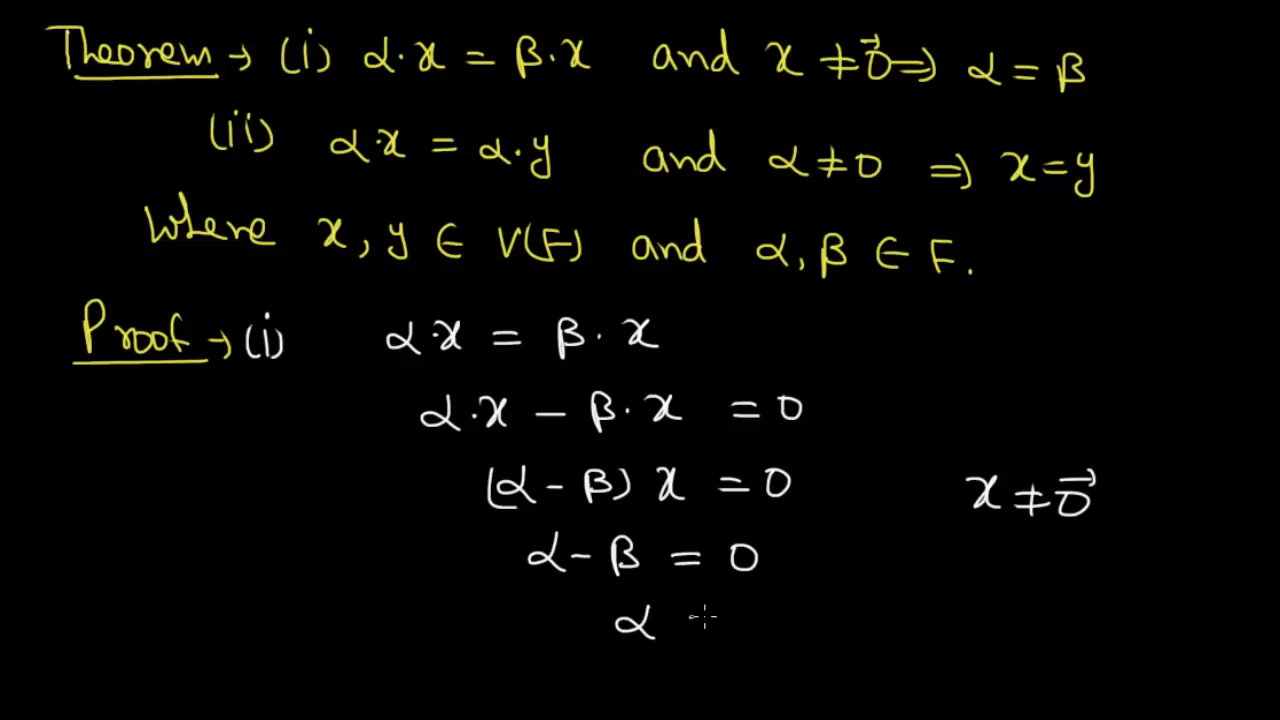 Theorem → (i) α·x = β·x and x ≠ 0⃗ ⟹ α = β
(ii) α·x = α·y and α ≠ 0 ⟹ x = y
Where x, y ∈ V(F) and α, β ∈ F.
Proof → (i) α·x = β·x
α·x − β·x = 0
(α − β) x = 0 x ≠ 0⃗
α − β = 0
α